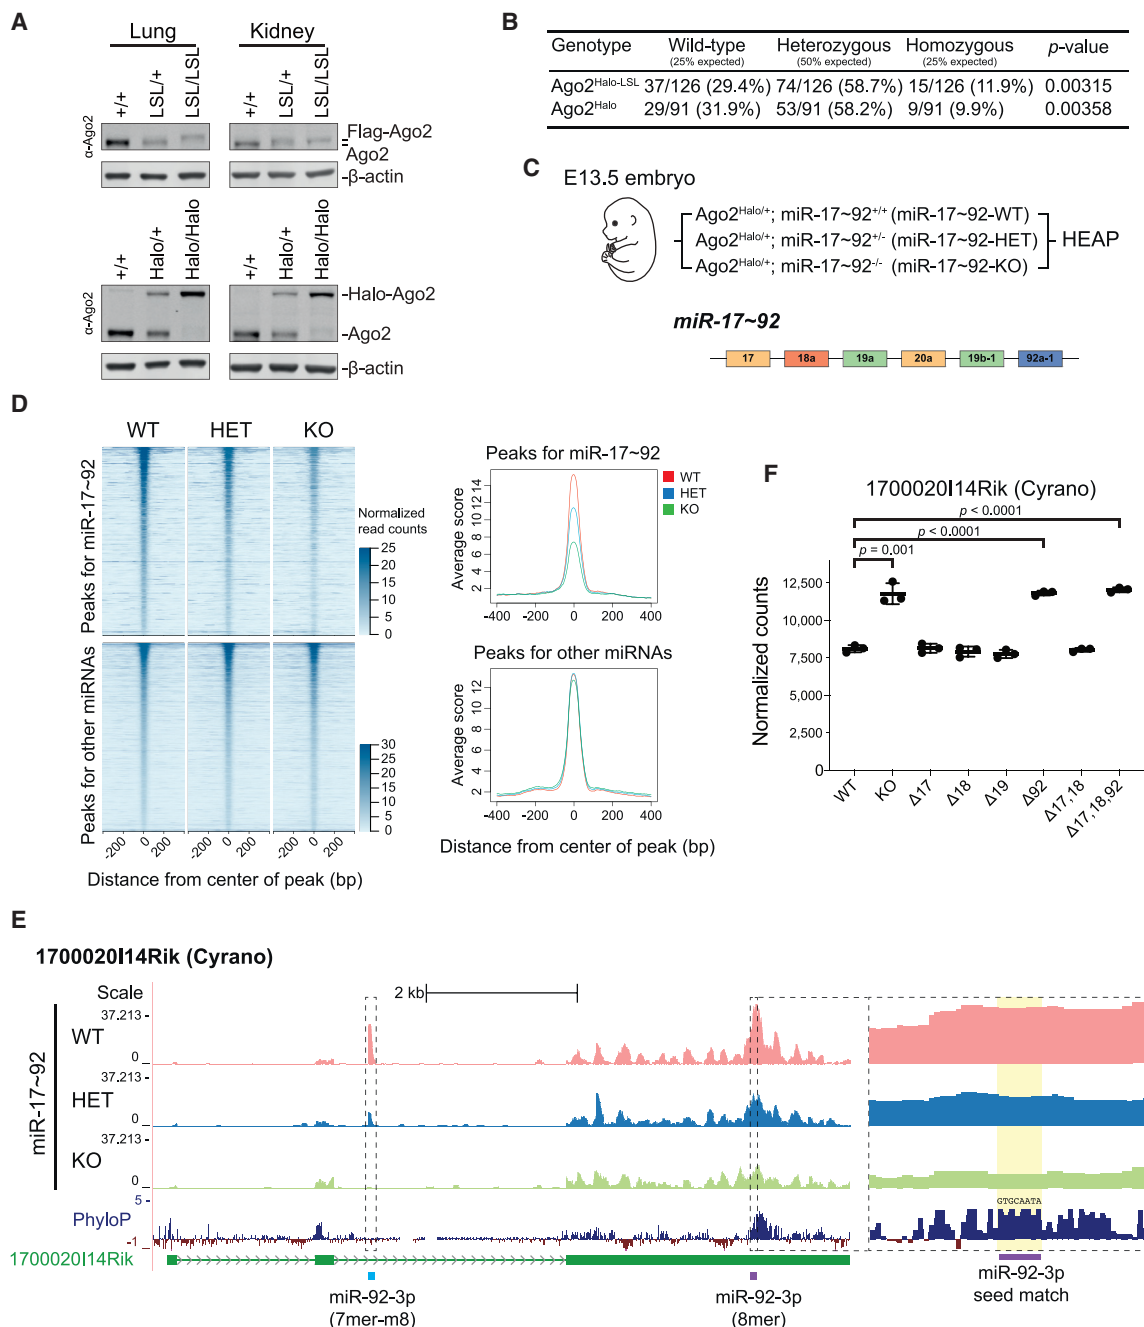 A
Lung
Kidney
+/+
LSL/+
LSL/LSL
+/+
LSL/+
LSL/LSL
α-Ago2
Flag-Ago2
Ago2
-β-actin
+/+
Halo/+
Halo/Halo
+/+
Halo/+
Halo/Halo
α-Ago2
-Halo-Ago2
-Ago2
-β-actin
B
Genotype Wild-type Heterozygous Homozygous p-value
(25% expected) (50% expected) (25% expected)
Ago2Halo-LSL 37/126 (29.4%) 74/126 (58.7%) 15/126 (11.9%) 0.00315
Ago2Halo 29/91 (31.9%) 53/91 (58.2%) 9/91 (9.9%) 0.00358
C
E13.5 embryo
Ago2Halo/+; miR-17~92+/+ (miR-17~92-WT)
Ago2Halo/+; miR-17~92+/- (miR-17~92-HET)
Ago2Halo/+; miR-17~92-/- (miR-17~92-KO)
HEAP
miR-17~92
17 18a 19a 20a 19b-1 92a-1
D
WT HET KO
Peaks for miR-17~92
Normalized
read counts
25
20
15
10
5
0
Peaks for other miRNAs
30
25
20
15
10
5
0
-200 0 200 -200 0 200 -200 0 200
Distance from center of peak (bp)
Peaks for miR-17~92
WT
HET
KO
Average score
2 4 6 8 10 12 14
-400 -200 0 200 400
Peaks for other miRNAs
Average score
2 4 6 8 12
-400 -200 0 200 400
Distance from center of peak (bp)
F
1700020I14Rik (Cyrano)
p < 0.0001
p < 0.0001
p = 0.001
Normalized counts
12,500
10,000
7,500
5,000
2,500
0
WT KO Δ17 Δ18 Δ19 Δ92 Δ17,18 Δ17,18,92
E
1700020I14Rik (Cyrano)
Scale
2 kb
miR-17~92
37,213 -
WT
0
37,213 -
HET
0
37,213 -
KO
0
5
PhyloP
-1
GTGCAATA
1700020I14Rik
miR-92-3p
(7mer-m8)
miR-92-3p
(8mer)
miR-92-3p
seed match